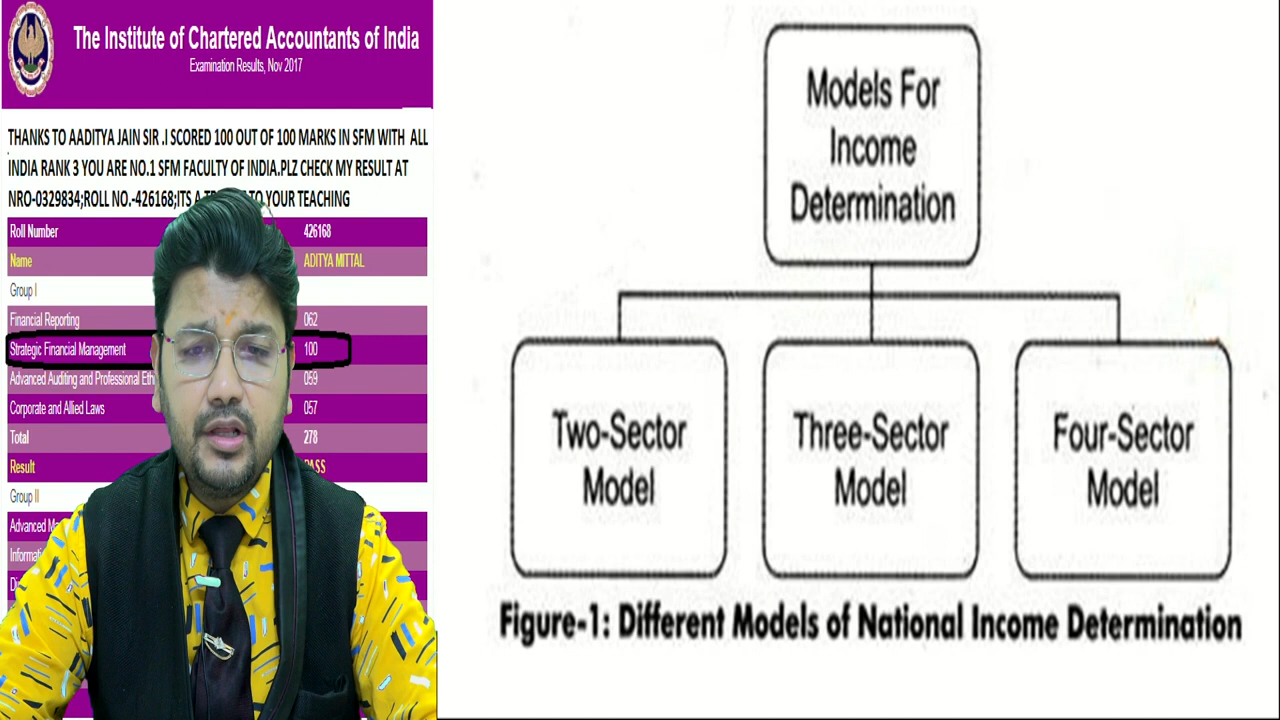 The Institute of Chartered Accountants of India
Examination Results, Nov 2017
THANKS TO AADITYA JAIN SIR .I SCORED 100 OUT OF 100 MARKS IN SFM WITH ALL
INDIA RANK 3 YOU ARE NO.1 SFM FACULTY OF INDIA.PLZ CHECK MY RESULT AT
NRO-0329834;ROLL NO.-426168;ITS A TO YOUR TEACHING
Roll Number 426168
Name ADITYA MITTAL
Group I
Financial Reporting 062
Strategic Financial Management 100
Advanced Auditing and Professional 059
Corporate and Allied Laws 057
Total 278
Result PASS
Group II
Advanced
Models For
Income
Determination
Two-Sector
Model
Three-Sector
Model
Four-Sector
Model
Figure-1: Different Models of National Income Determination